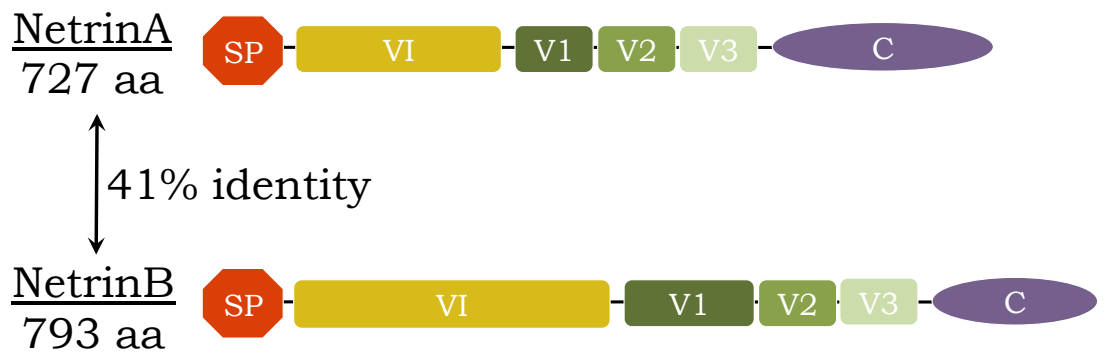 NetrinA
727 aa
SP VI V1 V2 V3 C
41% identity
NetrinB
793 aa
SP VI V1 V2 V3 C